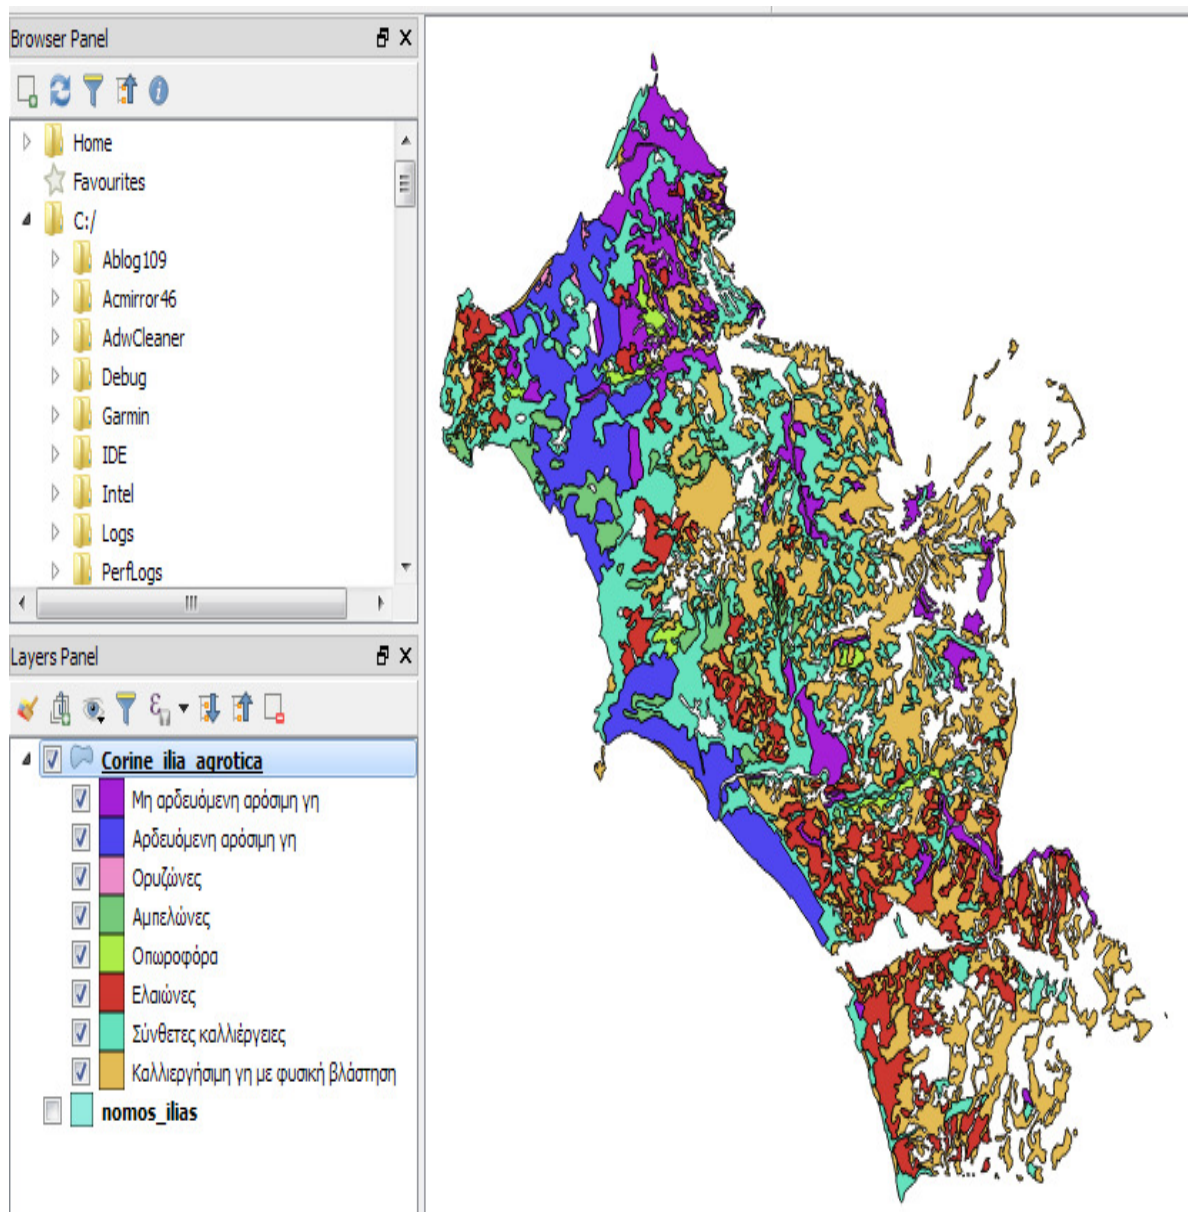 Browser Panel
Home
Favourites
C:/
Ablog109
Acmirror46
AdwCleaner
Debug
Garmin
IDE
Intel
Logs
PerfLogs
Layers Panel
Corine_ilia_agrotica
Μη αρδευόμενη αρόσιμη γη
Αρδευόμενη αρόσιμη γη
Ορυζώνες
Αμπελώνες
Οπωροφόρα
Ελαιώνες
Σύνθετες καλλιέργειες
Καλλιεργήσιμη γη με φυσική βλάστηση
nomos_ilias